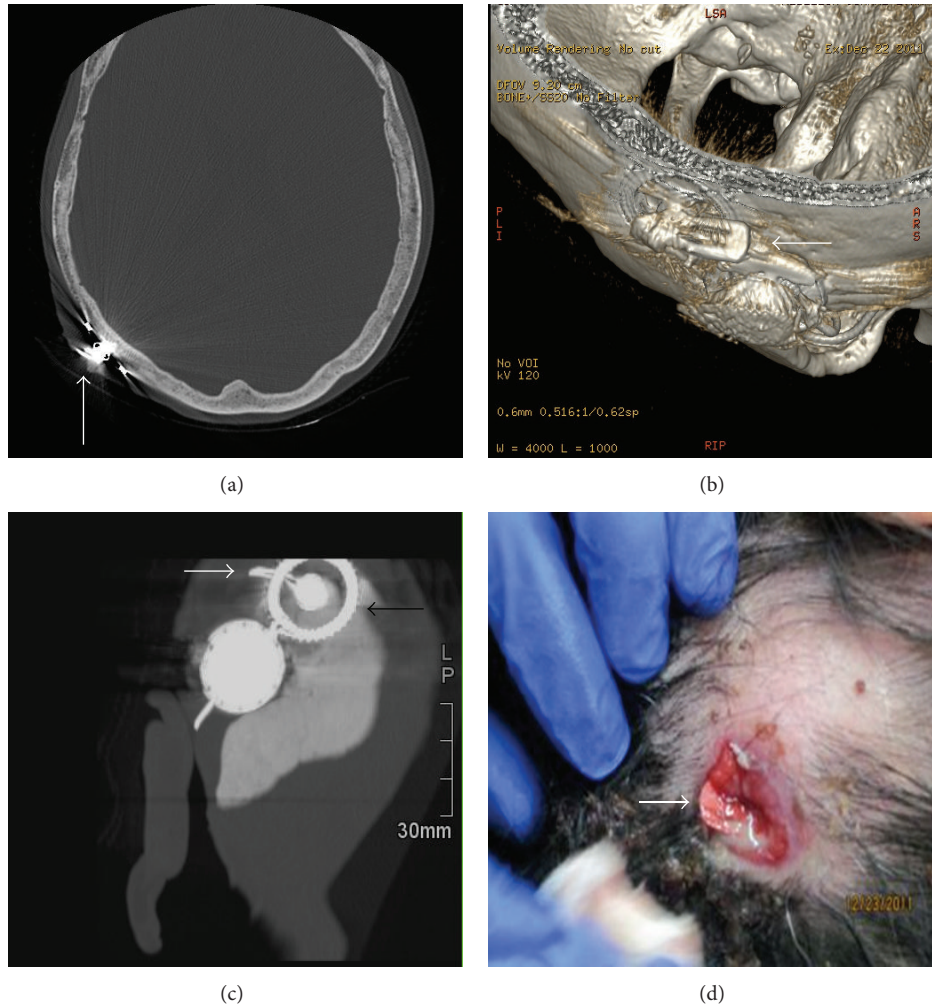 LSA
Volume Rendering No cut
Ex:Dec 22 2011
DFOV 9.20 cm
BONE+/SS20 No Filter
P
L
I
A
R
S
No VOI
kV 120
0.6mm 0.516:1/0.62sp
W = 4000 L = 1000
RIP
(a)
(b)
L
P
30mm
12/23/2011
(c)
(d)